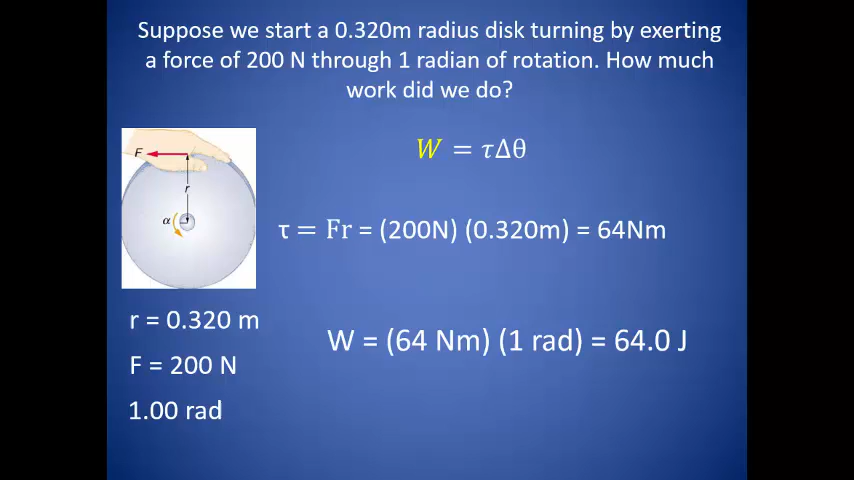 Suppose we start a 0.320m radius disk turning by exerting
a force of 200 N through 1 radian of rotation. How much
work did we do?
W = τΔθ
F
r
α
τ = Fr = (200N) (0.320m) = 64Nm
r = 0.320 m
W = (64 Nm) (1 rad) = 64.0 J
F = 200 N
1.00 rad